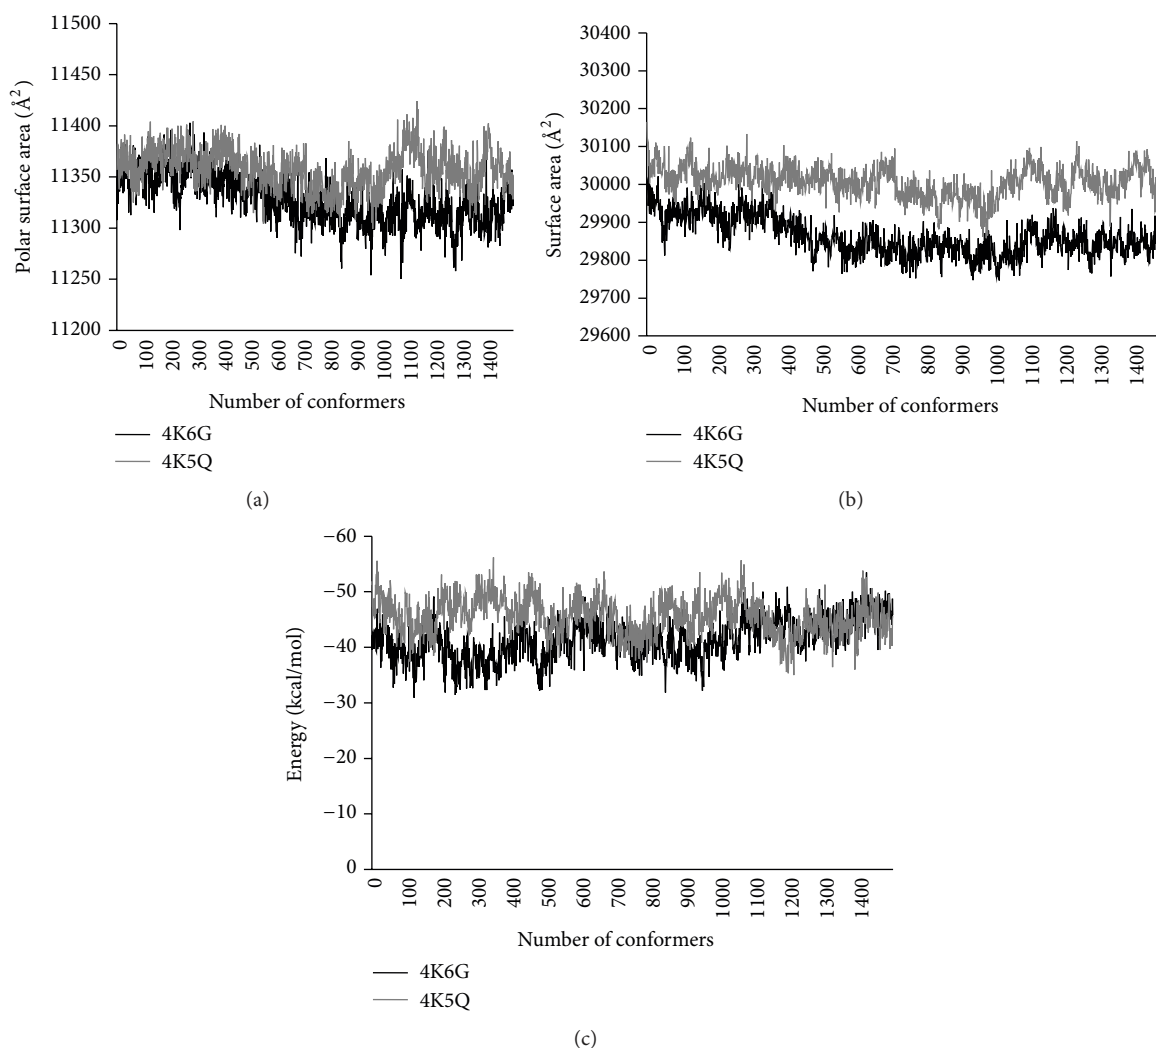 11500
11450
11400
11350
11300
11250
11200
Polar surface area (Å²)
0 100 200 300 400 500 600 700 800 900 1000 1100 1200 1300 1400
Number of conformers
4K6G
4K5Q
(a)
30400
30300
30200
30100
30000
29900
29800
29700
29600
Surface area (Å²)
0 100 200 300 400 500 600 700 800 900 1000 1100 1200 1300 1400
Number of conformers
4K6G
4K5Q
(b)
−60
−50
−40
−30
−20
−10
0
Energy (kcal/mol)
0 100 200 300 400 500 600 700 800 900 1000 1100 1200 1300 1400
Number of conformers
4K6G
4K5Q
(c)